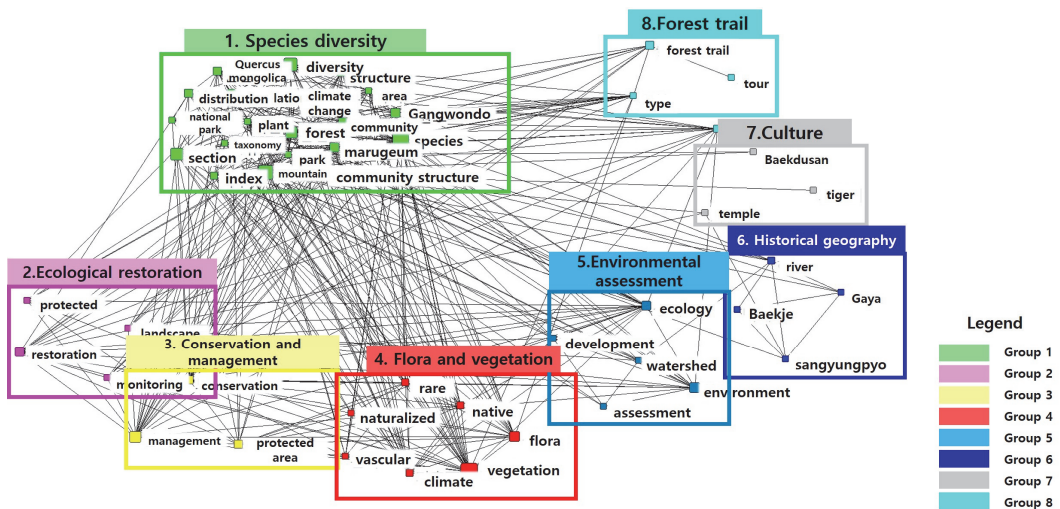 8.Forest trail
forest trail
tour
type
1. Species diversity
Quercus
mongolica
diversity
structure
distribution
latio
climate
change
area
Gangwondo
national
park
plant
forest
community
species
taxonomy
section
marugeum
park
index
mountain
community structure
7.Culture
Baekdusan
tiger
temple
6. Historical geography
river
Gaya
Baekje
sangyungpyo
2.Ecological restoration
protected
landscape
restoration
monitoring
3. Conservation and
management
conservation
management
protected
area
4. Flora and vegetation
rare
naturalized
native
flora
vascular
vegetation
climate
5.Environmental
assessment
ecology
development
watershed
environment
assessment
Legend
Group 1
Group 2
Group 3
Group 4
Group 5
Group 6
Group 7
Group 8